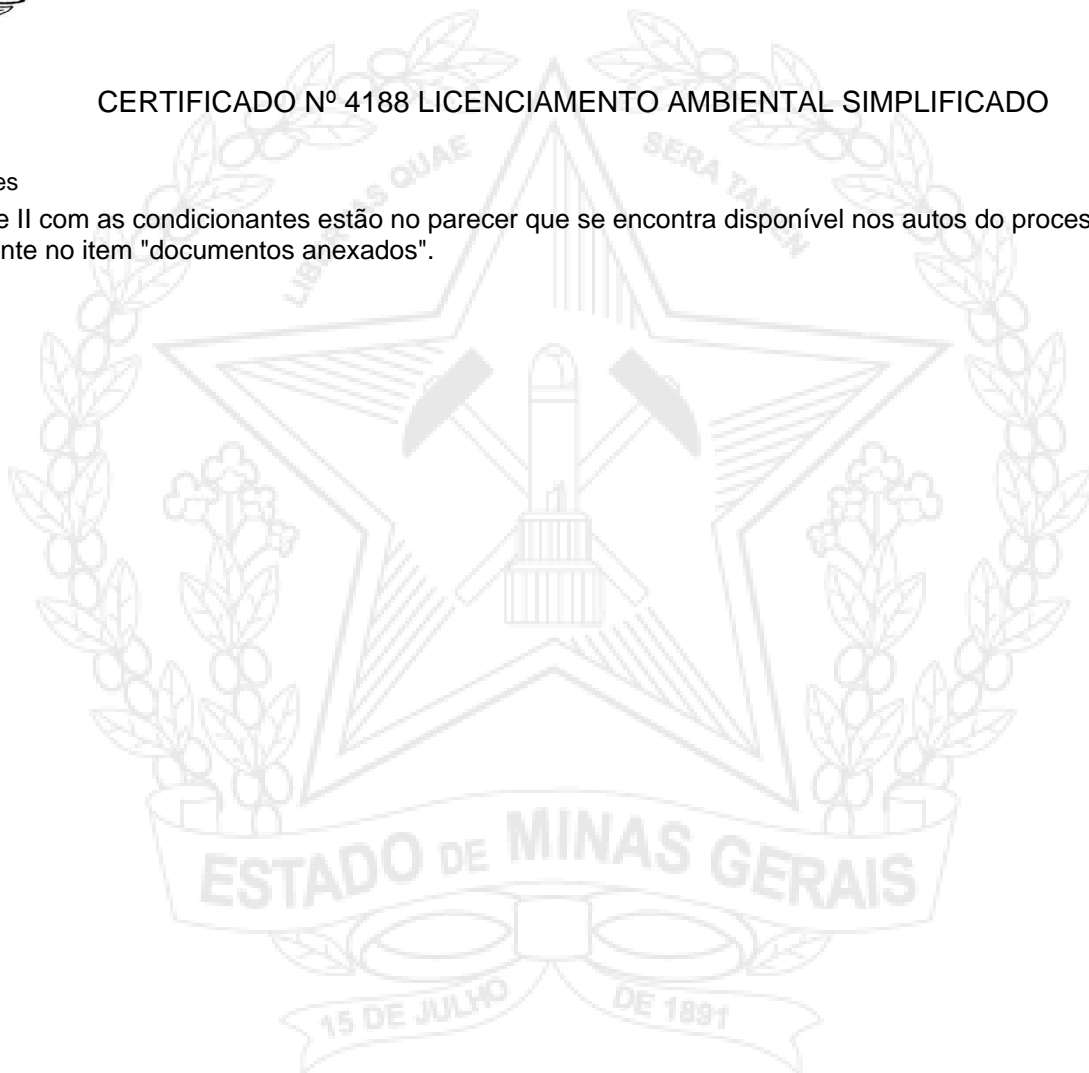 CERTIFICADO Nº 4188 LICENCIAMENTO AMBIENTAL SIMPLIFICADO
es
e II com as condicionantes estão no parecer que se encontra disponível nos autos do proces
nte no item "documentos anexados".
LIBERTAS QUAE SERA TAMEN
ESTADO DE MINAS GERAIS
15 DE JULHO DE 1891